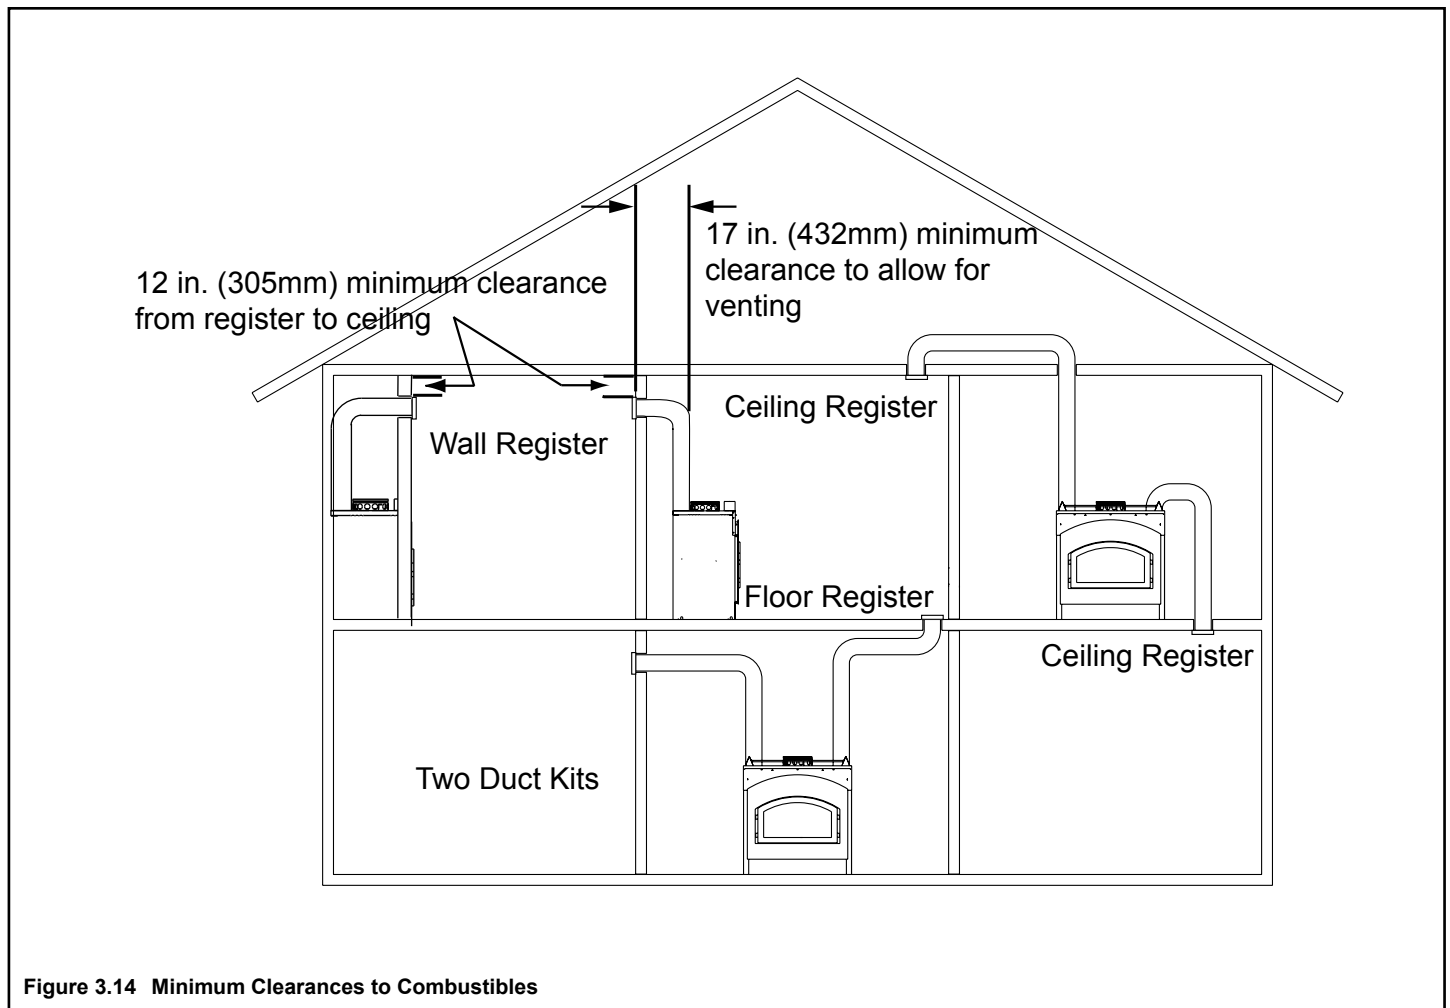 17 in. (432mm) minimum
clearance to allow for
venting
12 in. (305mm) minimum clearance
from register to ceiling
Ceiling Register
Wall Register
Floor Register
Ceiling Register
Two Duct Kits
Figure 3.14 Minimum Clearances to Combustibles